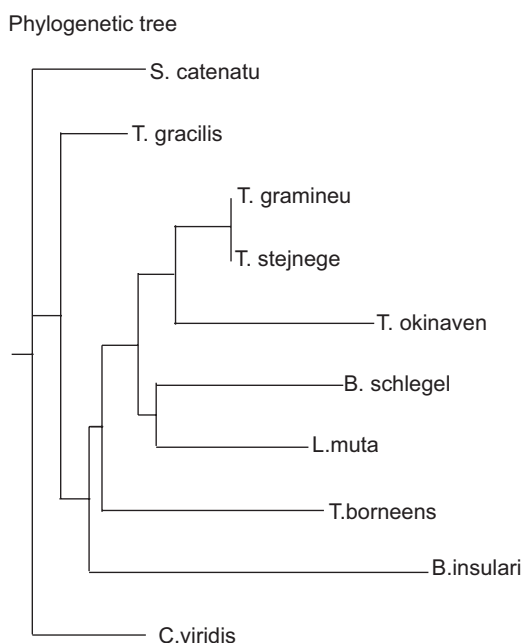 Phylogenetic tree
S. catenatu
T. gracilis
T. gramineu
T. stejnege
T. okinaven
B. schlegel
L.muta
T.borneens
B.insulari
C.viridis